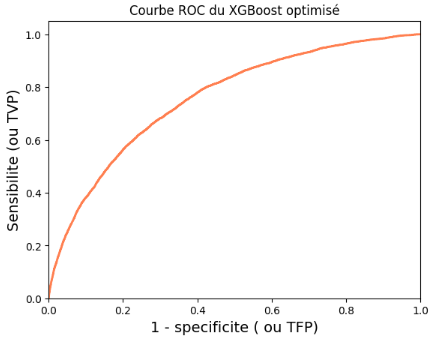 Courbe ROC du XGBoost optimisé
1.0
0.8
0.6
0.4
0.2
0.0
Sensibilite (ou TVP)
0.0 0.2 0.4 0.6 0.8 1.0
1 - specificite ( ou TFP)